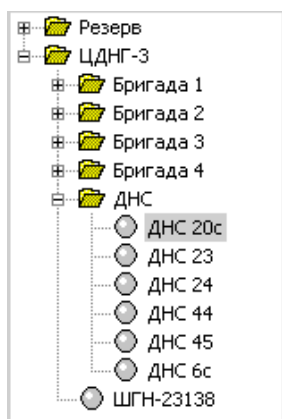 Резерв
ЦДНГ-3
Бригада 1
Бригада 2
Бригада 3
Бригада 4
ДНС
ДНС 20с
ДНС 23
ДНС 24
ДНС 44
ДНС 45
ДНС 6с
ШГН-23138